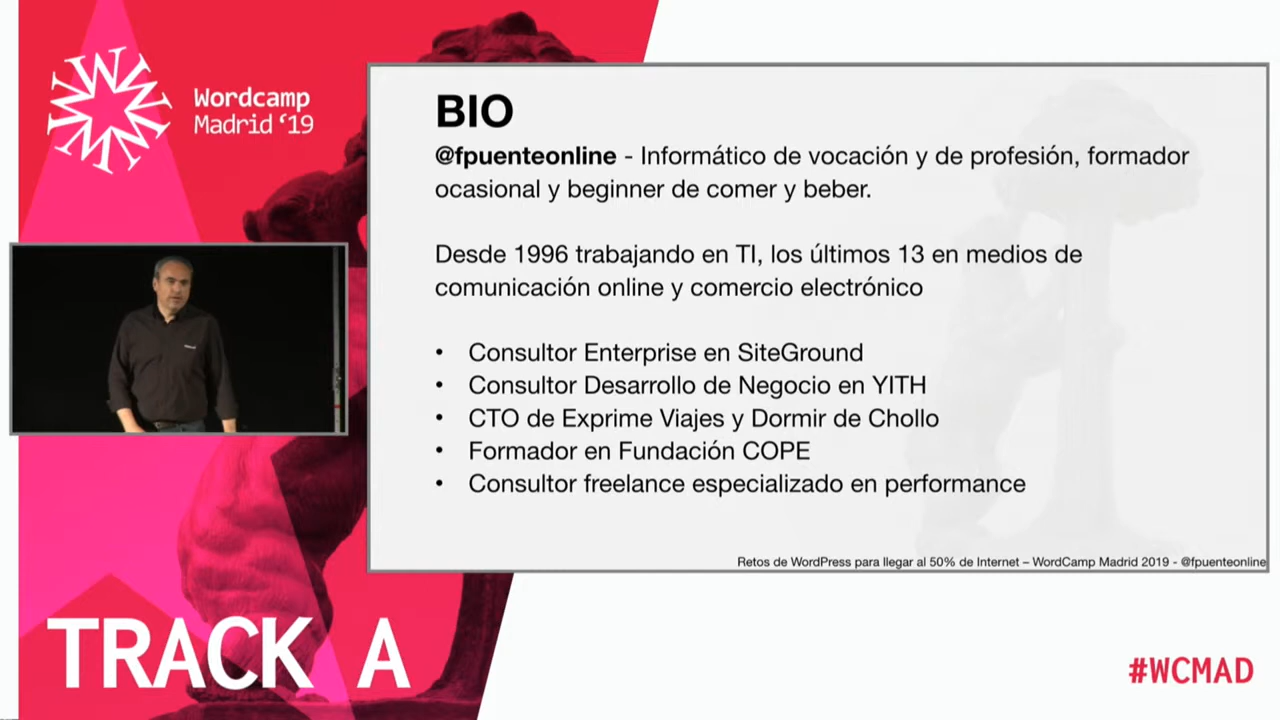 Wordcamp
Madrid ‘19
BIO
@fpuenteonline - Informático de vocación y de profesión, formador
ocasional y beginner de comer y beber.
Desde 1996 trabajando en TI, los últimos 13 en medios de
comunicación online y comercio electrónico
• Consultor Enterprise en SiteGround
• Consultor Desarrollo de Negocio en YITH
• CTO de Exprime Viajes y Dormir de Chollo
• Formador en Fundación COPE
• Consultor freelance especializado en performance
Retos de WordPress para llegar al 50% de Internet – WordCamp Madrid 2019 - @fpuenteonline
TRACK A
#WCMAD